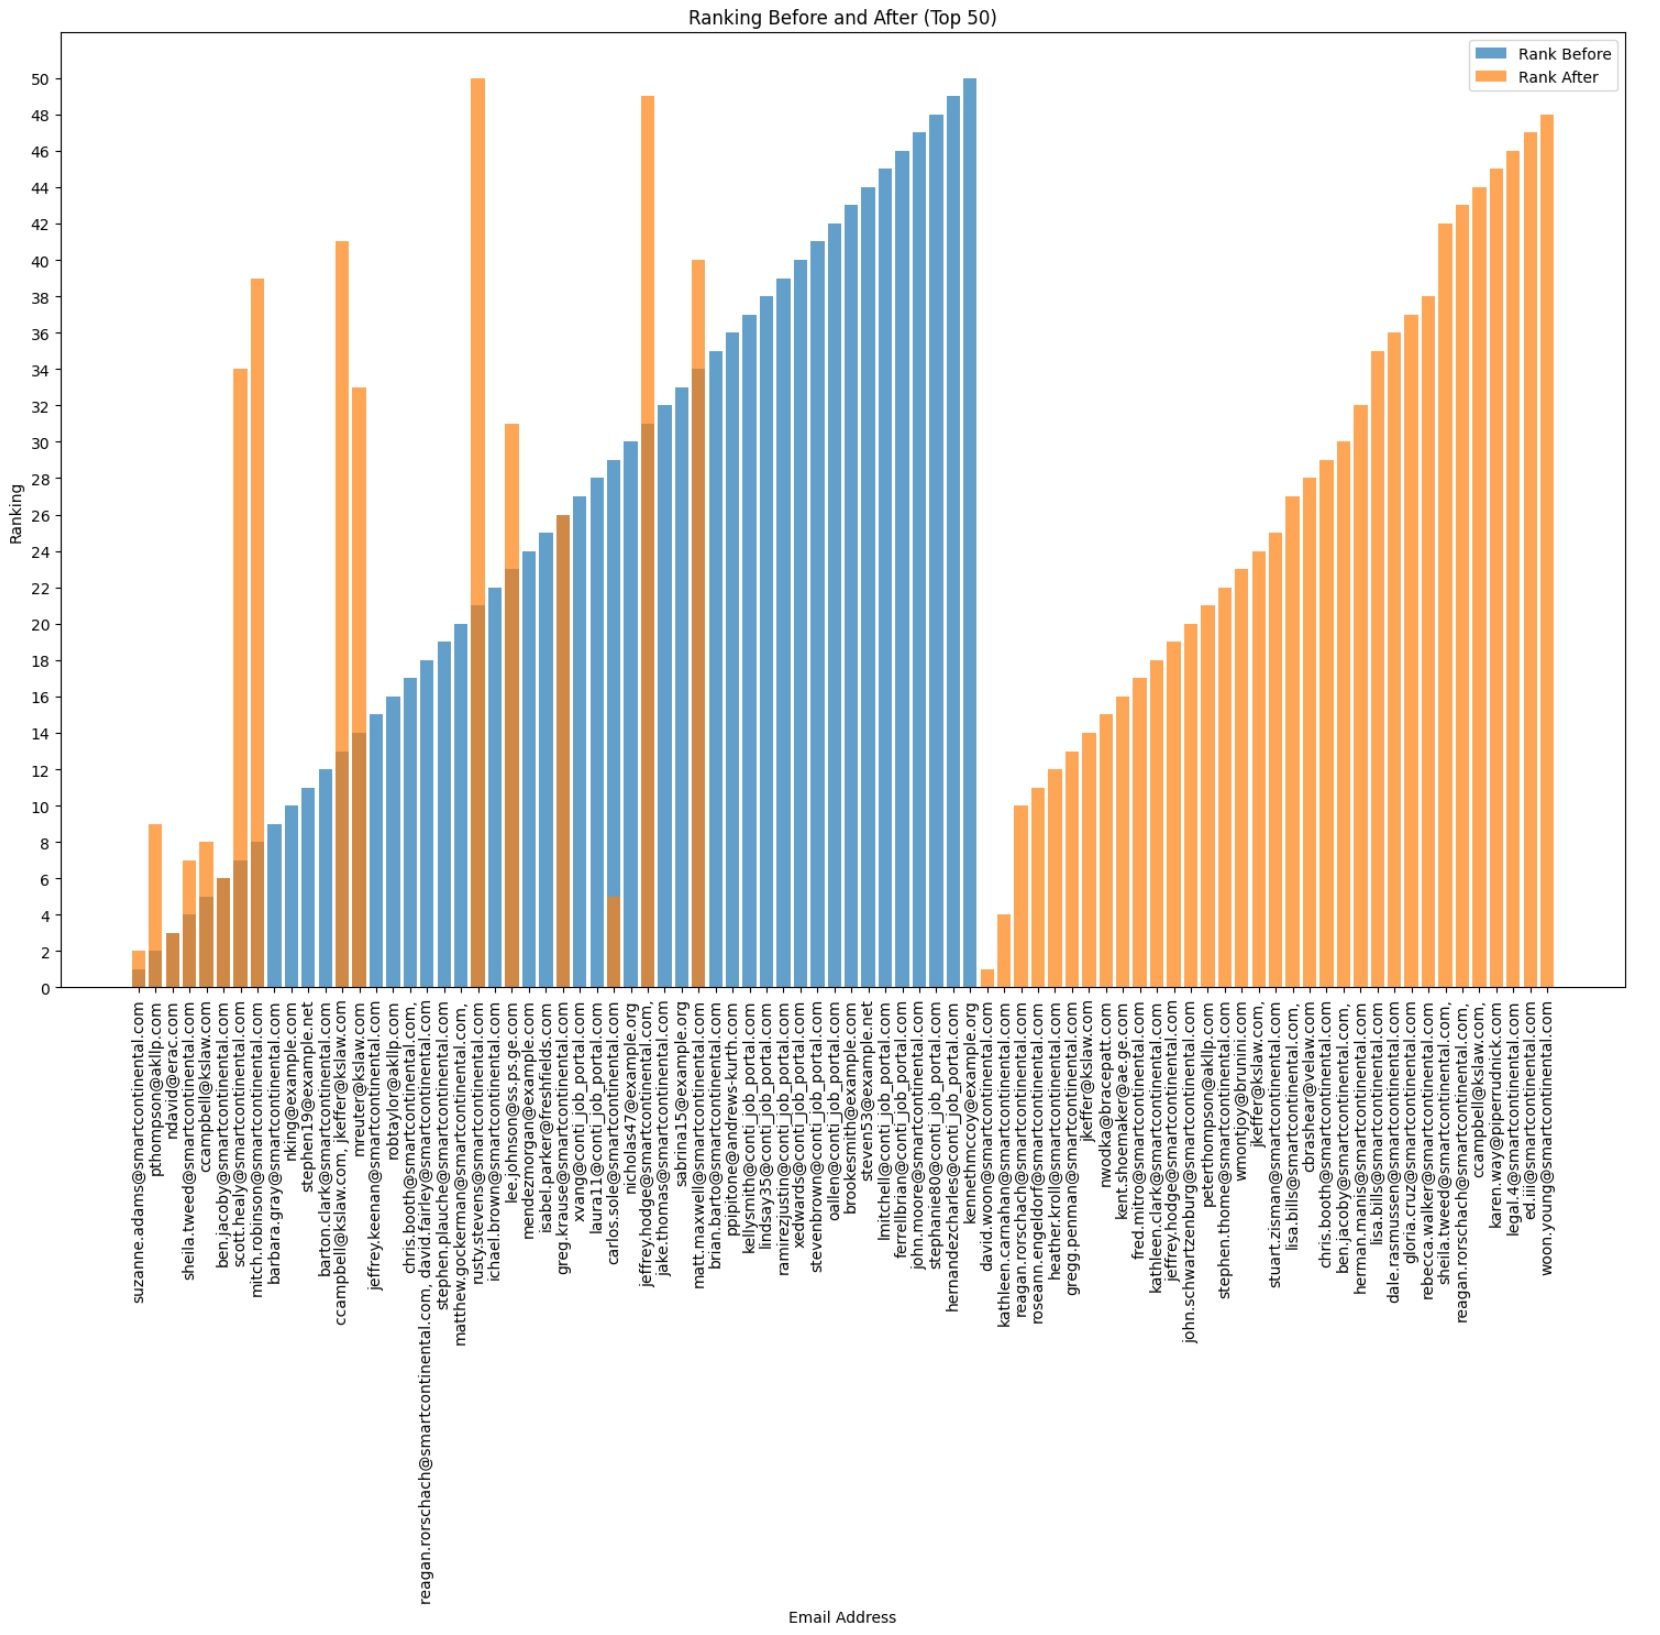 Ranking Before and After (Top 50)
Rank Before
Rank After
50
48
46
44
42
40
38
36
34
32
30
28
26
24
22
20
18
16
14
12
10
8
6
4
2
0
Ranking
suzanne.adams@smartcontinental.com
pthompson@akllp.com
ndavid@erac.com
sheila.tweed@smartcontinental.com
ccampbell@kslaw.com
ben.jacoby@smartcontinental.com
scott.healy@smartcontinental.com
mitch.robinson@smartcontinental.com
barbara.gray@smartcontinental.com
nking@example.com
stephen19@example.net
barton.clark@smartcontinental.com
ccampbell@kslaw.com, jkeffer@kslaw.com
mreuter@kslaw.com
jeffrey.keenan@smartcontinental.com
robtaylor@akllp.com
chris.booth@smartcontinental.com,
reagan.rorschach@smartcontinental.com, david.fairley@smartcontinental.com
stephen.plauche@smartcontinental.com
matthew.gockerman@smartcontinental.com,
rusty.stevens@smartcontinental.com
ichael.brown@smartcontinental.com
lee.johnson@ss.ps.ge.com
mendezmorgan@example.com
isabel.parker@freshfields.com
greg.krause@smartcontinental.com
xvang@conti_job_portal.com
laura11@conti_job_portal.com
carlos.sole@smartcontinental.com
nicholas47@example.org
jeffrey.hodge@smartcontinental.com,
jake.thomas@smartcontinental.com
sabrina15@example.org
matt.maxwell@smartcontinental.com
brian.barto@smartcontinental.com
ppipitone@andrews-kurth.com
kellysmith@conti_job_portal.com
lindsay35@conti_job_portal.com
ramirezjustin@conti_job_portal.com
xedwards@conti_job_portal.com
stevenbrown@conti_job_portal.com
oallen@conti_job_portal.com
brookesmith@example.com
steven53@example.net
lmitchell@conti_job_portal.com
ferrellbrian@conti_job_portal.com
john.moore@smartcontinental.com
stephanie80@conti_job_portal.com
hernandezcharles@conti_job_portal.com
kennethmccoy@example.org
david.woon@smartcontinental.com
kathleen.carnahan@smartcontinental.com
reagan.rorschach@smartcontinental.com
roseann.engeldorf@smartcontinental.com
heather.kroll@smartcontinental.com
gregg.penman@smartcontinental.com
jkeffer@kslaw.com
nwodka@bracepatt.com
kent.shoemaker@ae.ge.com
fred.mitro@smartcontinental.com
kathleen.clark@smartcontinental.com
jeffrey.hodge@smartcontinental.com
john.schwartzenburg@smartcontinental.com
peterthompson@akllp.com
stephen.thome@smartcontinental.com
wmontjoy@brumini.com
jkeffer@kslaw.com,
stuart.zisman@smartcontinental.com
lisa.bills@smartcontinental.com,
cbrashear@velaw.com
chris.booth@smartcontinental.com
ben.jacoby@smartcontinental.com,
herman.manis@smartcontinental.com
lisa.bills@smartcontinental.com
dale.rasmussen@smartcontinental.com
gloria.cruz@smartcontinental.com
rebecca.walker@smartcontinental.com
sheila.tweed@smartcontinental.com,
reagan.rorschach@smartcontinental.com,
ccampbell@kslaw.com,
karen.way@piperrudnick.com
legal.4@smartcontinental.com
ed.iii@smartcontinental.com
woon.young@smartcontinental.com
Email Address